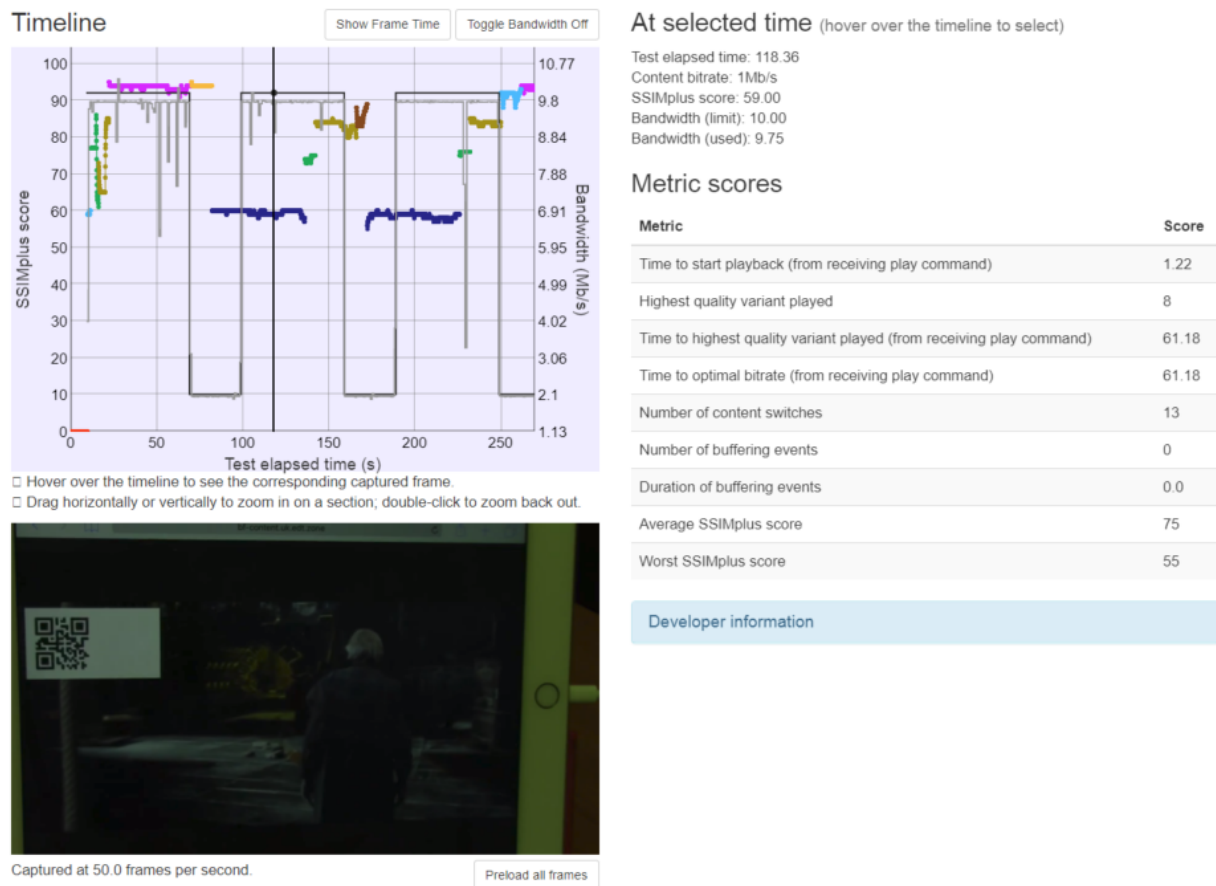 Timeline
Show Frame Time
Toggle Bandwidth Off
100
90
80
70
60
50
40
30
20
10
0
SSIMplus score
10.77
9.8
8.84
7.88
6.91
5.95
4.99
4.02
3.06
2.1
1.13
Bandwidth (Mb/s)
0
50
100
150
200
250
Test elapsed time (s)
Hover over the timeline to see the corresponding captured frame.
Drag horizontally or vertically to zoom in on a section; double-click to zoom back out.
Captured at 50.0 frames per second.
Preload all frames
At selected time (hover over the timeline to select)
Test elapsed time: 118.36
Content bitrate: 1Mb/s
SSIMplus score: 59.00
Bandwidth (limit): 10.00
Bandwidth (used): 9.75
Metric scores
Metric Score
Time to start playback (from receiving play command) 1.22
Highest quality variant played 8
Time to highest quality variant played (from receiving play command) 61.18
Time to optimal bitrate (from receiving play command) 61.18
Number of content switches 13
Number of buffering events 0
Duration of buffering events 0.0
Average SSIMplus score 75
Worst SSIMplus score 55
Developer information